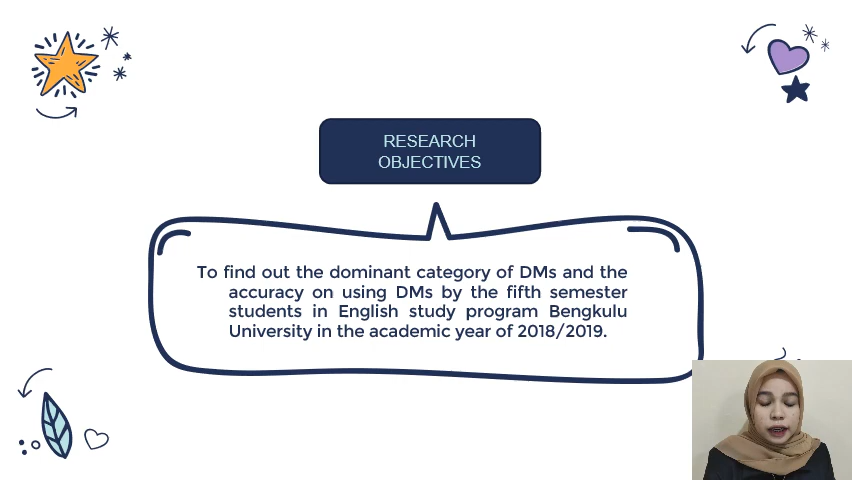 RESEARCH
OBJECTIVES
To find out the dominant category of DMs and the
accuracy on using DMs by the fifth semester
students in English study program Bengkulu
University in the academic year of 2018/2019.